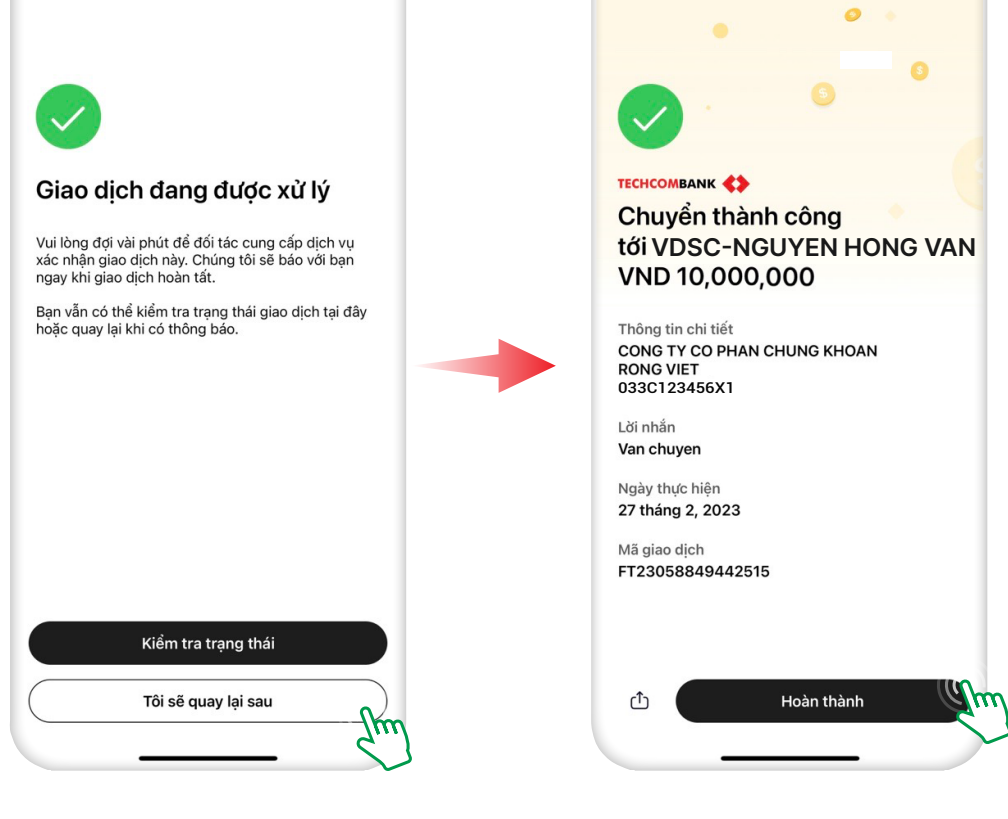 Giao dịch đang được xử lý
Vui lòng đợi vài phút để đối tác cung cấp dịch vụ
xác nhận giao dịch này. Chúng tôi sẽ báo với bạn
ngay khi giao dịch hoàn tất.
Bạn vẫn có thể kiểm tra trạng thái giao dịch tại đây
hoặc quay lại khi có thông báo.
Kiểm tra trạng thái
Tôi sẽ quay lại sau
TECHCOMBANK
Chuyển thành công
tới VDSC-NGUYEN HONG VAN
VND 10,000,000
Thông tin chi tiết
CONG TY CO PHAN CHUNG KHOAN
RONG VIET
033C123456X1
Lời nhắn
Van chuyen
Ngày thực hiện
27 tháng 2, 2023
Mã giao dịch
FT23058849442515
Hoàn thành